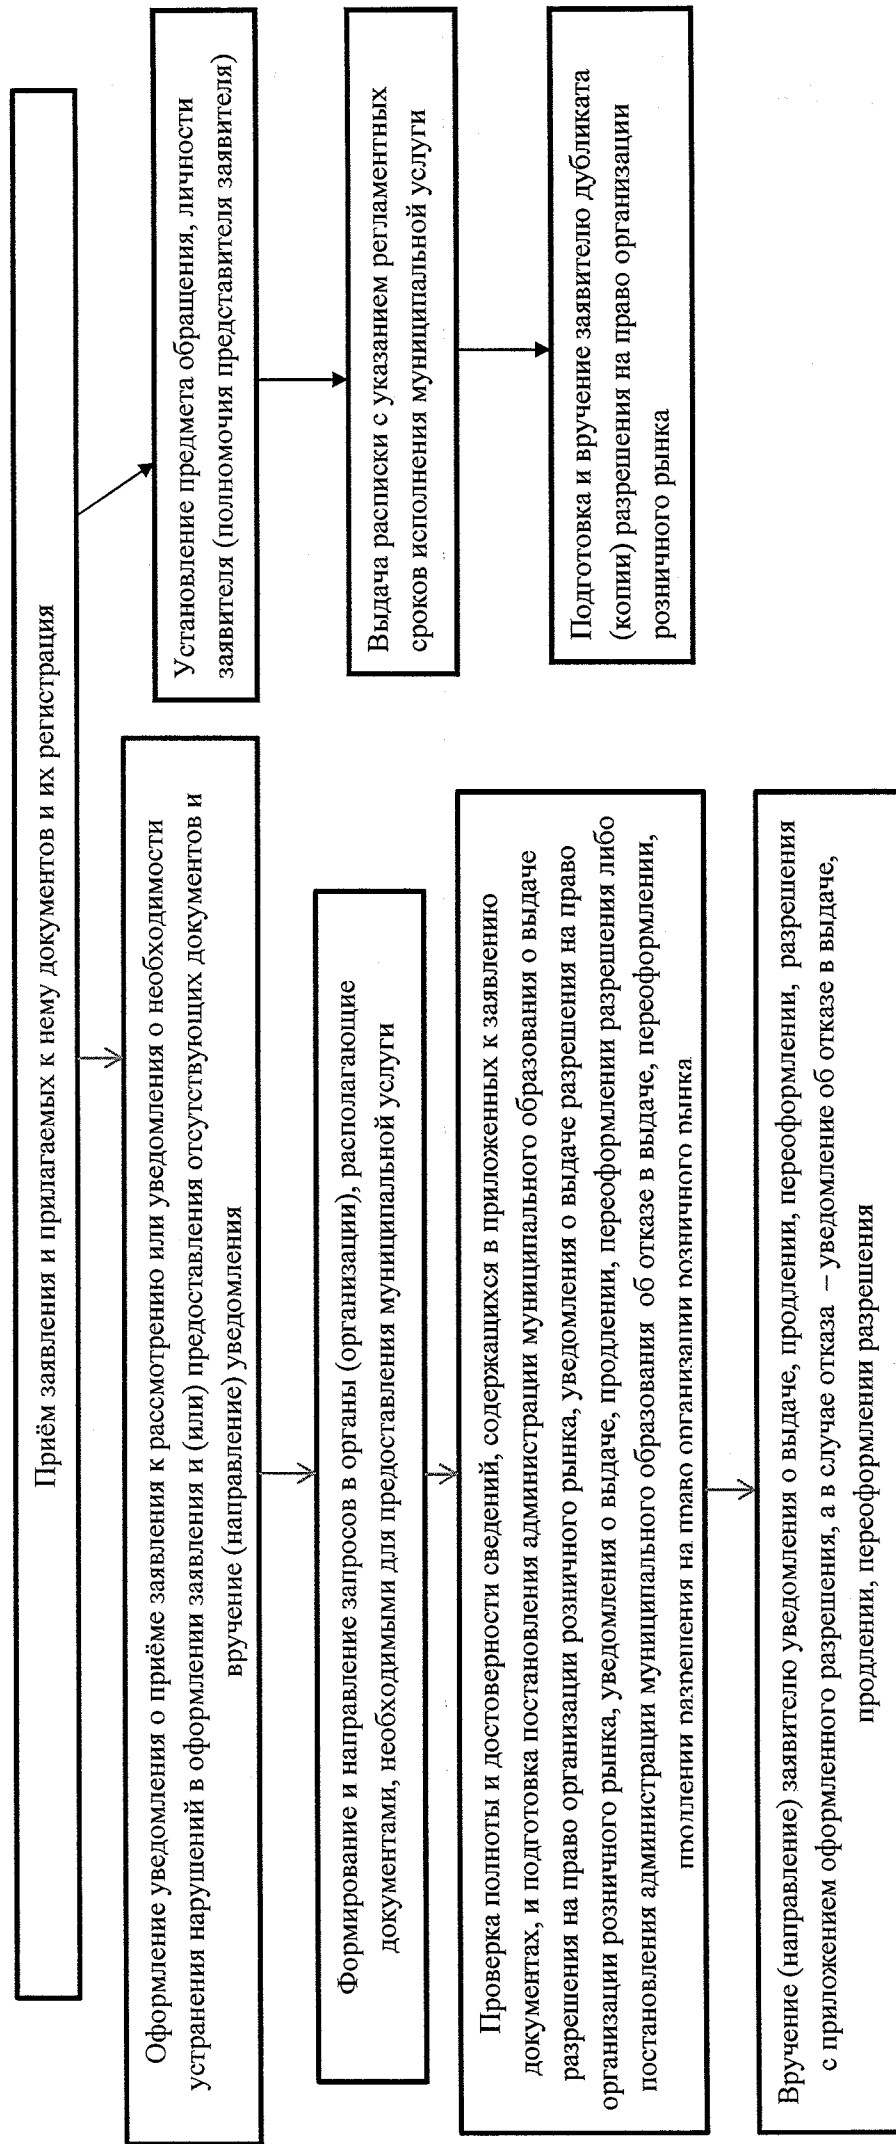 Приём заявления и прилагаемых к нему документов и их регистрация
Оформление уведомления о приёме заявления к рассмотрению или уведомления о необходимости
устранения нарушений в оформлении заявления и (или) предоставления отсутствующих документов и
вручение (направление) уведомления
Формирование и направление запросов в органы (организации), располагающие
документами, необходимыми для предоставления муниципальной услуги
Проверка полноты и достоверности сведений, содержащихся в приложенных к заявлению
документах, и подготовка постановления администрации муниципального образования о выдаче
разрешения на право организации розничного рынка, уведомления о выдаче разрешения на право
организации розничного рынка, уведомления о выдаче, продлении, переоформлении разрешения либо
постановления администрации муниципального образования об отказе в выдаче, переоформлении,
продлении разрешения на право организации розничного рынка
Вручение (направление) заявителю уведомления о выдаче, продлении, переоформлении, разрешения
с приложением оформленного разрешения, а в случае отказа – уведомление об отказе в выдаче,
продлении, переоформлении разрешения
Установление предмета обращения, личности
заявителя (полномочия представителя заявителя)
Выдача расписки с указанием регламентных
сроков исполнения муниципальной услуги
Подготовка и вручение заявителю дубликата
(копии) разрешения на право организации
розничного рынка